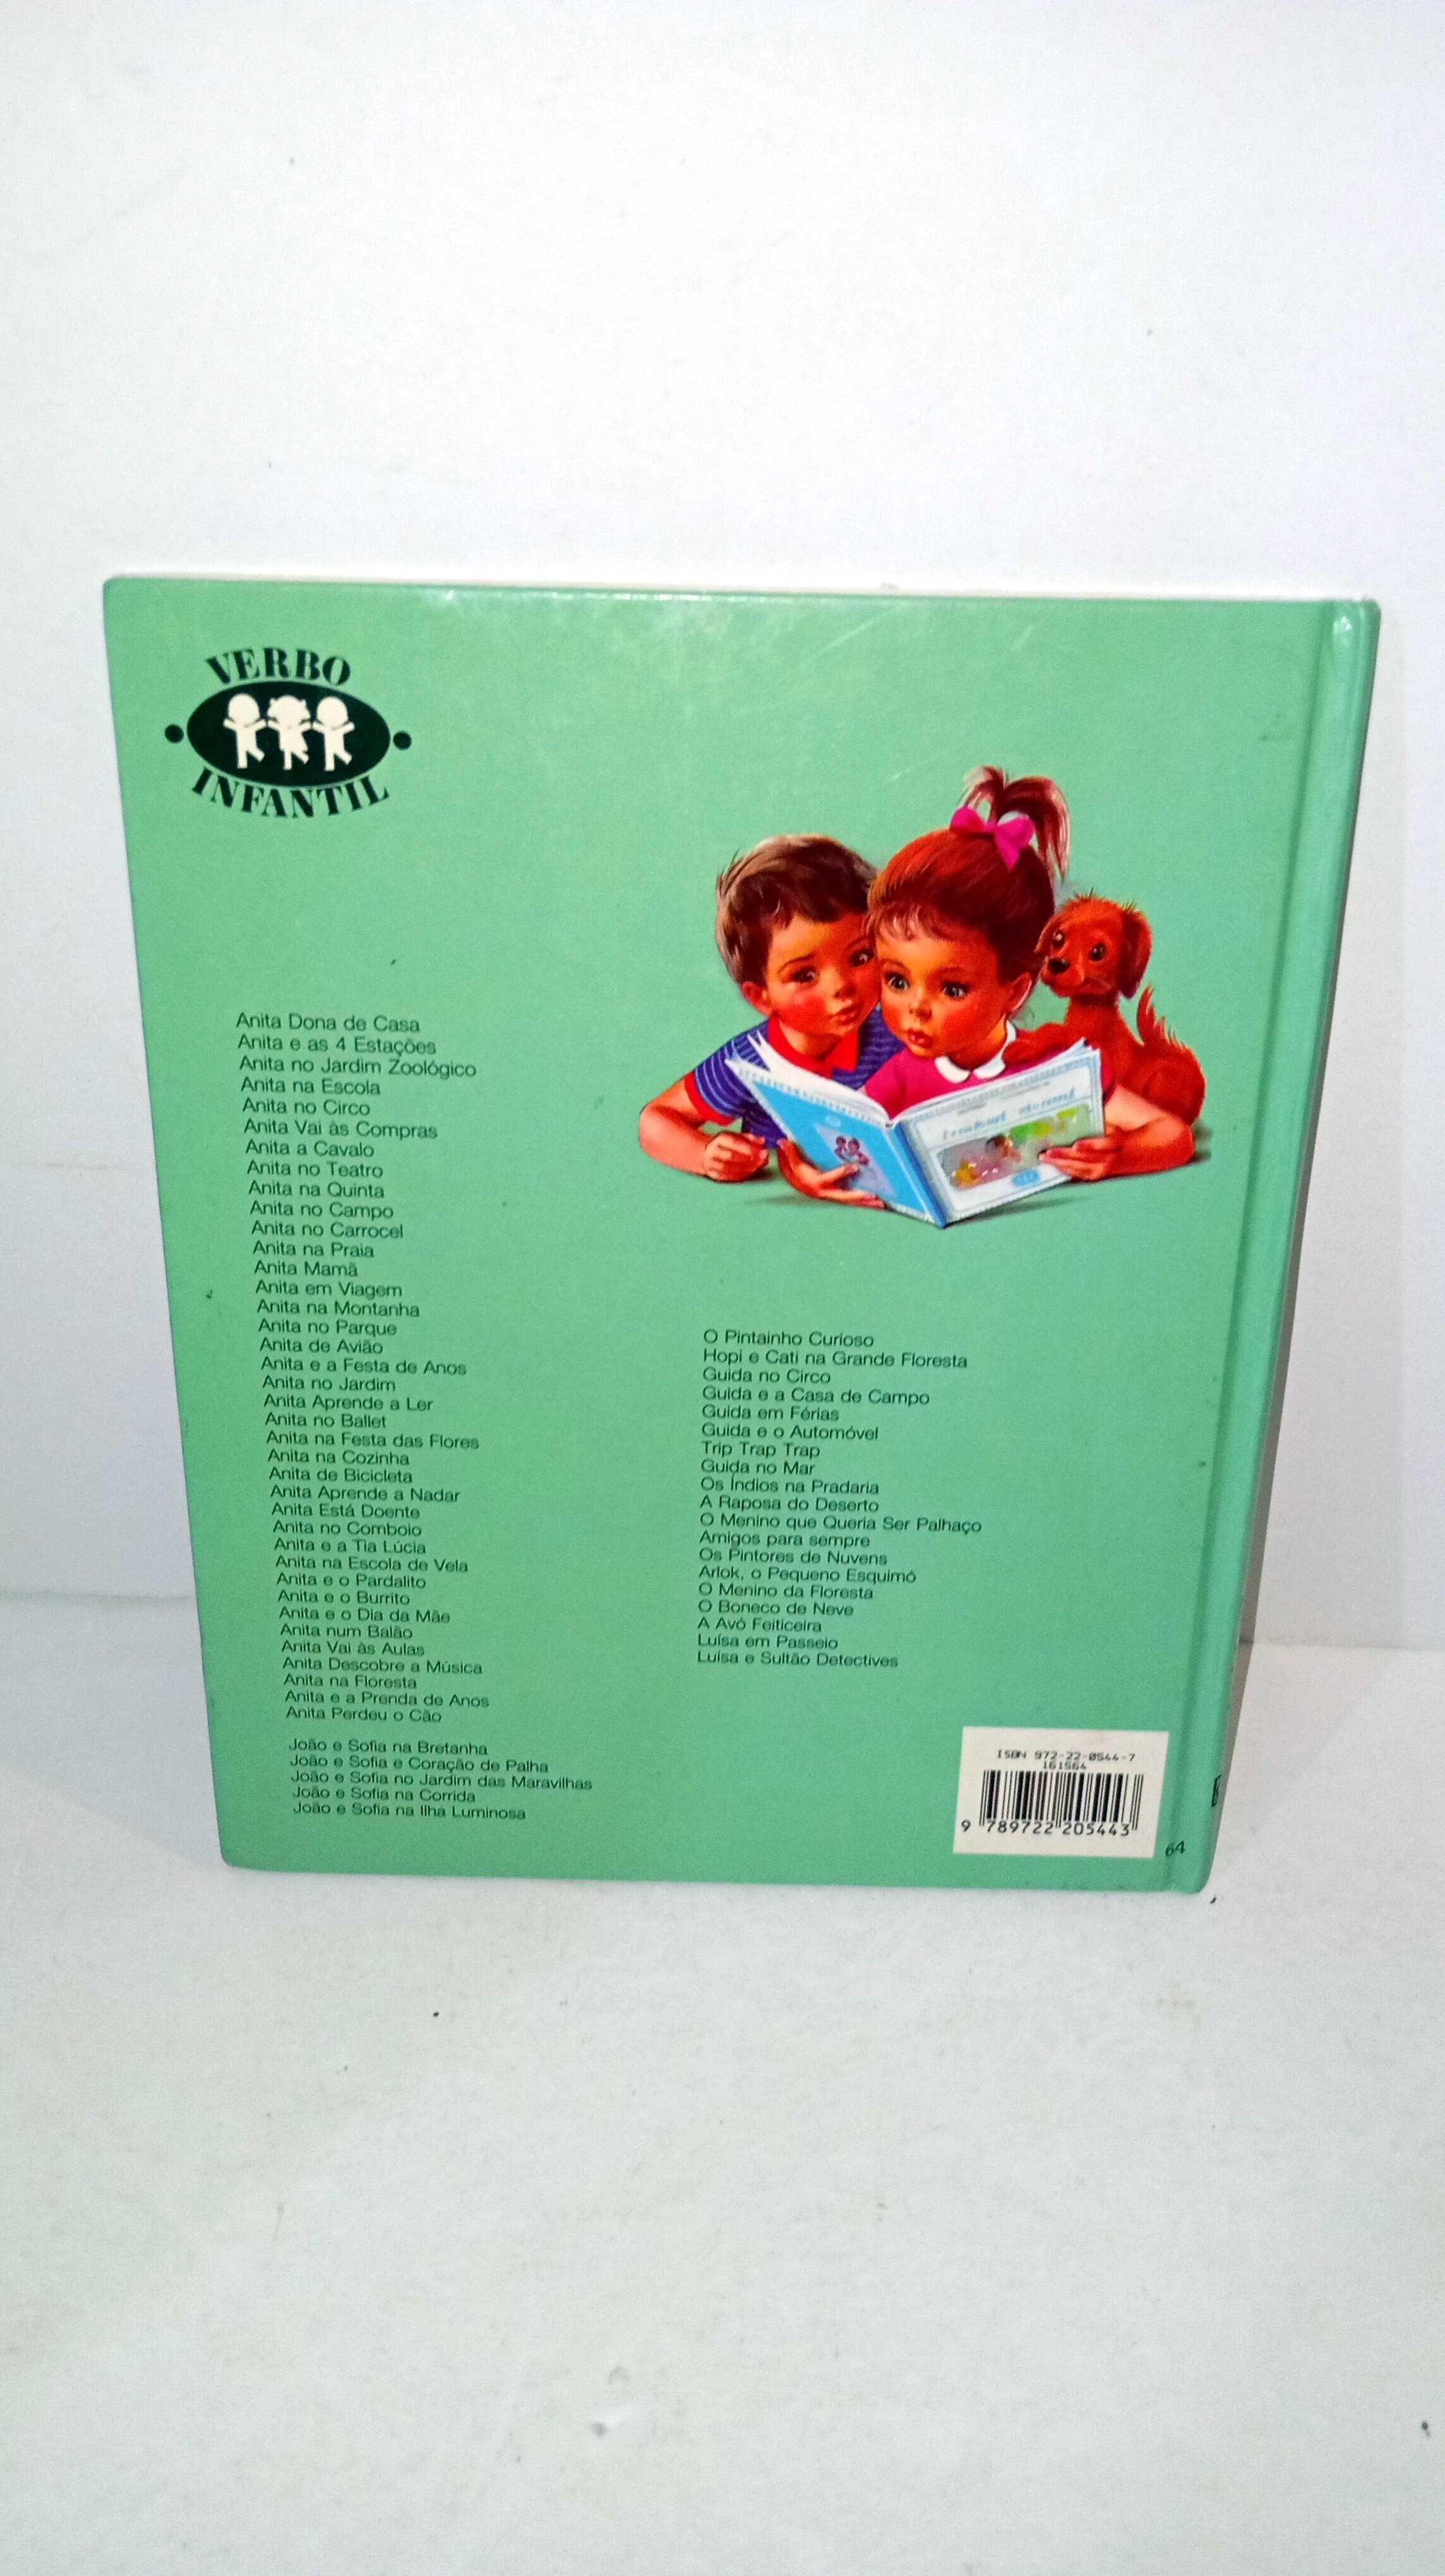 VERBO
INFANTIL
Anita Dona de Casa
Anita e as 4 Estações
Anita no Jardim Zoológico
Anita na Escola
Anita no Circo
Anita Vai às Compras
Anita a Cavalo
Anita no Teatro
Anita na Quinta
Anita no Campo
Anita no Carrocel
Anita na Praia
Anita Mamã
Anita em Viagem
Anita na Montanha
Anita no Parque
Anita de Avião
Anita e a Festa de Anos
Anita no Jardim
Anita Aprende a Ler
Anita no Ballet
Anita na Festa das Flores
Anita na Cozinha
Anita de Bicicleta
Anita Aprende a Nadar
Anita Está Doente
Anita no Comboio
Anita e a Tia Lúcia
Anita na Escola de Vela
Anita e o Pardalito
Anita e o Burrito
Anita e o Dia da Mãe
Anita num Balão
Anita Vai às Aulas
Anita Descobre a Música
Anita na Floresta
Anita e a Prenda de Anos
Anita Perdeu o Cão
João e Sofia na Bretanha
João e Sofia e Coração de Palha
João e Sofia no Jardim das Maravilhas
João e Sofia na Corrida
João e Sofia na Ilha Luminosa
O Pintainho Curioso
Hopi e Cati na Grande Floresta
Guida no Circo
Guida e a Casa de Campo
Guida em Férias
Guida e o Automóvel
Trip Trap Trap
Guida no Mar
Os Índios na Pradaria
A Raposa do Deserto
O Menino que Queria Ser Palhaço
Amigos para sempre
Os Pintores de Nuvens
Arlok, o Pequeno Esquimó
O Menino da Floresta
O Boneco de Neve
A Avó Feiticeira
Luísa em Passeio
Luísa e Sultão Detectives
ISBN 972-22-0544-7
161564
9 789722 205443
64